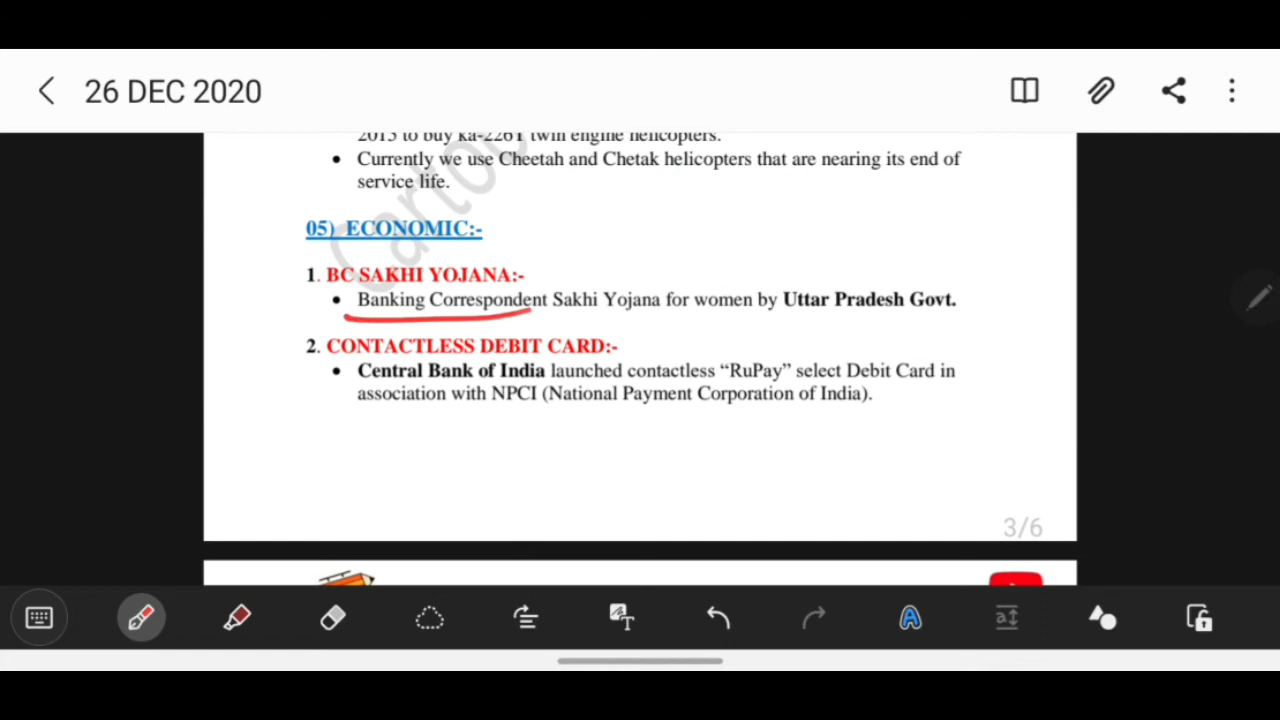 26 DEC 2020
2015 to buy ka-226T twin engine helicopters.
• Currently we use Cheetah and Chetak helicopters that are nearing its end of
service life.
05) ECONOMIC:-
1. BC SAKHI YOJANA:-
• Banking Correspondent Sakhi Yojana for women by Uttar Pradesh Govt.
2. CONTACTLESS DEBIT CARD:-
• Central Bank of India launched contactless “RuPay” select Debit Card in
association with NPCI (National Payment Corporation of India).
3/6